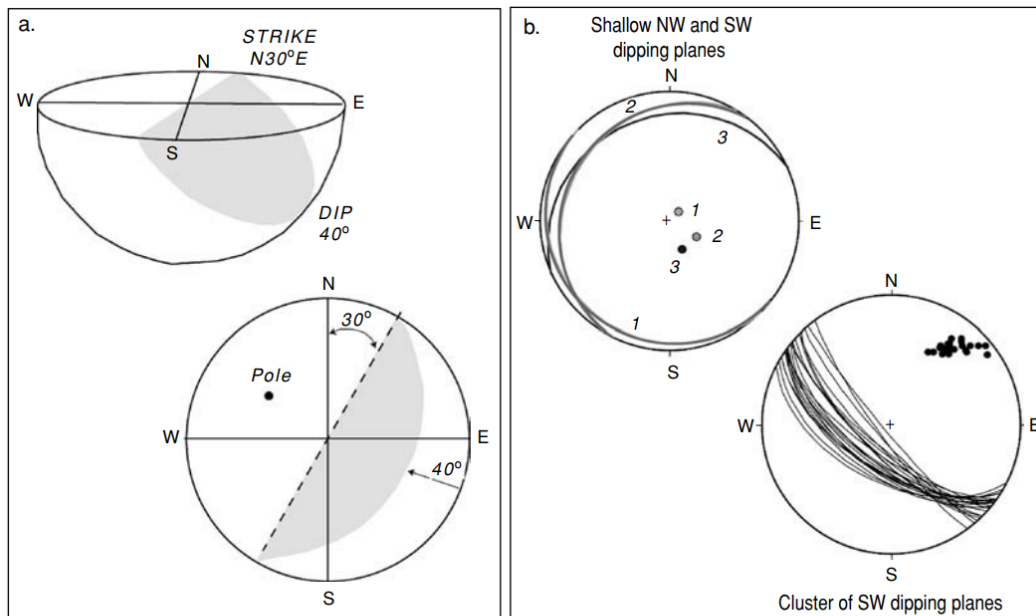 a.
STRIKE
N30°E
N
W
E
S
DIP
40°
N
30°
Pole
W
E
40°
S
b.
Shallow NW and SW
dipping planes
N
2
3
W
+
1
E
2
3
1
S
N
W
+
E
S
Cluster of SW dipping planes